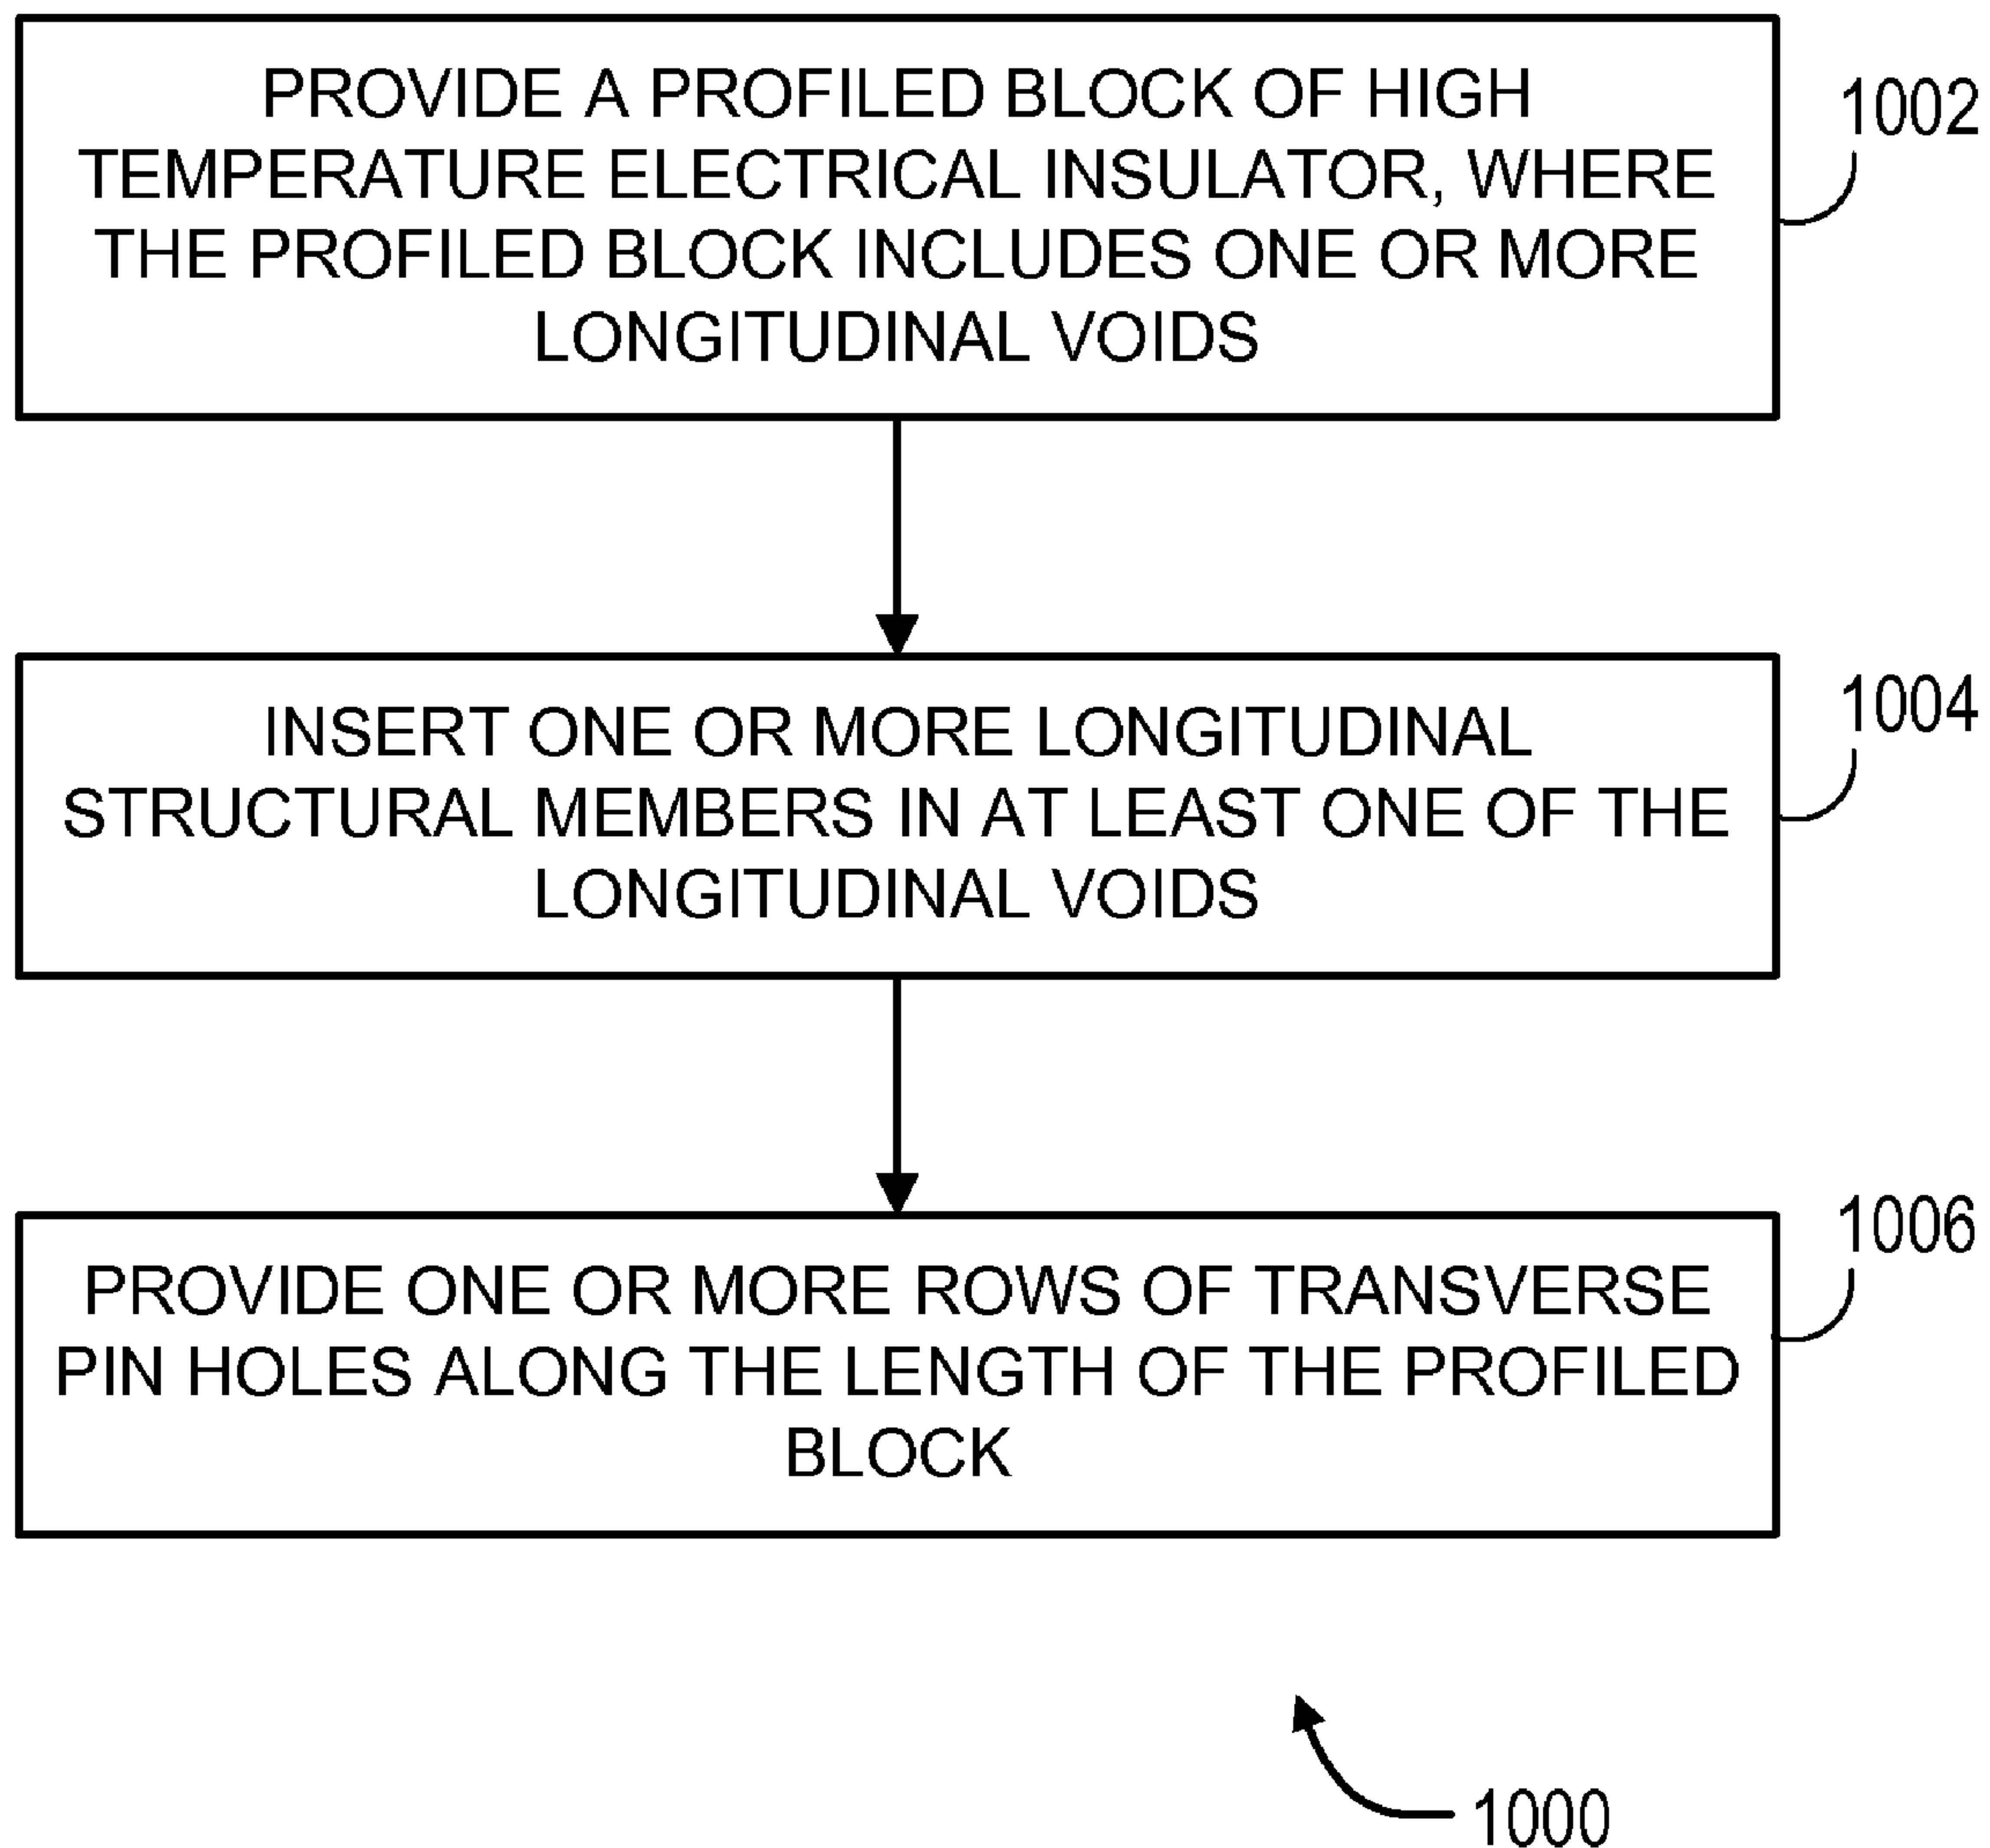 PROVIDE A PROFILED BLOCK OF HIGH
TEMPERATURE ELECTRICAL INSULATOR, WHERE
THE PROFILED BLOCK INCLUDES ONE OR MORE
LONGITUDINAL VOIDS
1002
INSERT ONE OR MORE LONGITUDINAL
STRUCTURAL MEMBERS IN AT LEAST ONE OF THE
LONGITUDINAL VOIDS
1004
PROVIDE ONE OR MORE ROWS OF TRANSVERSE
PIN HOLES ALONG THE LENGTH OF THE PROFILED
BLOCK
1006
1000